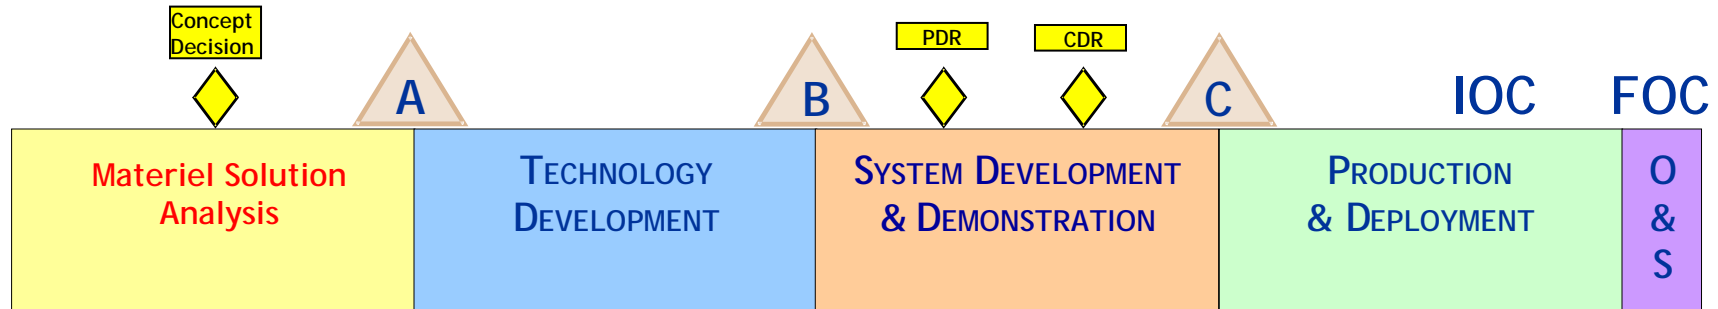 Concept
Decision
A
B
PDR
CDR
C
IOC
FOC
Materiel Solution
Analysis
TECHNOLOGY
DEVELOPMENT
SYSTEM DEVELOPMENT
& DEMONSTRATION
PRODUCTION
& DEPLOYMENT
O
&
S